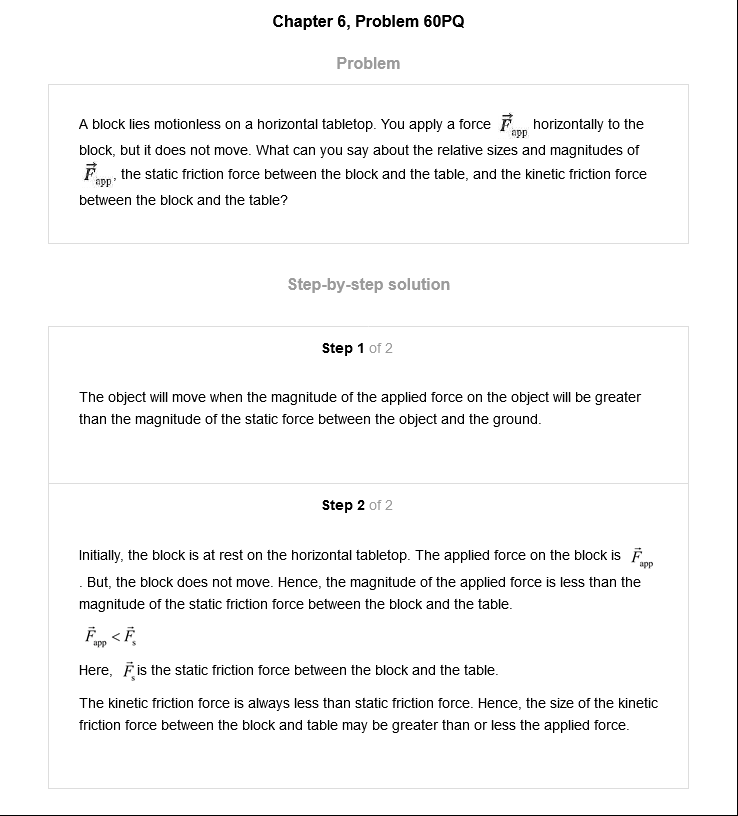 Chapter 6, Problem 60PQ
Problem
A block lies motionless on a horizontal tabletop. You apply a force F⃗app horizontally to the
block, but it does not move. What can you say about the relative sizes and magnitudes of
F⃗app, the static friction force between the block and the table, and the kinetic friction force
between the block and the table?
Step-by-step solution
Step 1 of 2
The object will move when the magnitude of the applied force on the object will be greater
than the magnitude of the static force between the object and the ground.
Step 2 of 2
Initially, the block is at rest on the horizontal tabletop. The applied force on the block is F⃗app
. But, the block does not move. Hence, the magnitude of the applied force is less than the
magnitude of the static friction force between the block and the table.
F⃗app < F⃗s
Here, F⃗s is the static friction force between the block and the table.
The kinetic friction force is always less than static friction force. Hence, the size of the kinetic
friction force between the block and table may be greater than or less the applied force.